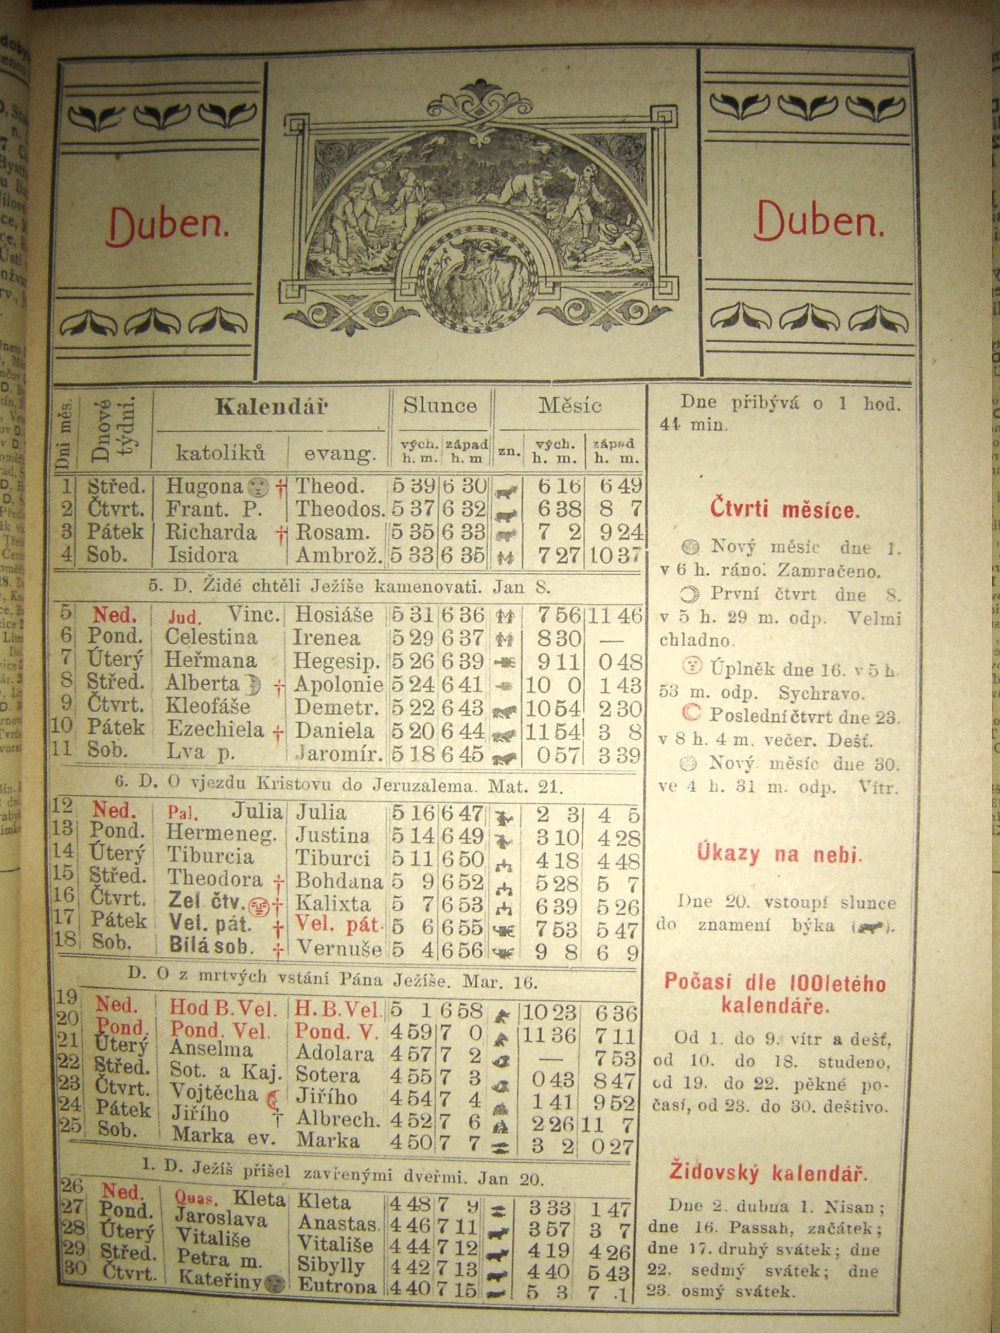 Duben.
Duben.
Dni měs.
Dnové týdní.
Kalendář
Slunce
Měsíc
katolíků evang. vých. h. m. západ h. m zn. vých. h. m. západ h. m.
1 Střed. Hugona † Theod. 5 39 6 30 6 16 6 49
2 Čtvrt. Frant. P. Theodos. 5 37 6 32 6 38 8 7
3 Pátek Richarda † Rosam. 5 35 6 33 7 2 9 24
4 Sob. Isidora Ambrož. 5 33 6 35 7 27 10 37
5. D. Židé chtěli Ježíše kamenovati. Jan 8.
5 Ned. Jud. Vinc. Hosiáše 5 31 6 36 7 56 11 46
6 Pond. Celestina Irenea 5 29 6 37 8 30 —
7 Úterý Heřmana Hegesip. 5 26 6 39 9 11 0 48
8 Střed. Alberta † Apolonie 5 24 6 41 10 0 1 43
9 Čtvrt. Kleofáše Demetr. 5 22 6 43 10 54 2 30
10 Pátek Ezechiela † Daniela 5 20 6 44 11 54 3 8
11 Sob. Lva p. Jaromír. 5 18 6 45 0 57 3 39
6. D. O vjezdu Kristovu do Jeruzalema. Mat. 21.
12 Ned. Pal. Julia Julia 5 16 6 47 2 3 4 5
13 Pond. Hermeneg. Justina 5 14 6 49 3 10 4 28
14 Úterý Tiburcia Tiburci 5 11 6 50 4 18 4 48
15 Střed. Theodora † Bohdana 5 9 6 52 5 28 5 7
16 Čtvrt. Zel čtv. † Kalixta 5 7 6 53 6 39 5 26
17 Pátek Vel. pát. † Vel. pát. 5 6 6 55 7 53 5 47
18 Sob. Bílá sob. † Vernuše 5 4 6 56 9 8 6 9
D. O z mrtvých vstání Pána Ježíše. Mar. 16.
19 Ned. Hod B. Vel. H. B. Vel. 5 1 6 58 10 23 6 36
20 Pond. Pond. Vel. Pond. V. 4 59 7 0 11 36 7 11
21 Úterý Anselma Adolara 4 57 7 2 — 7 53
22 Střed. Sot. a Kaj. Sotera 4 55 7 3 0 43 8 47
23 Čtvrt. Vojtěcha Jiřího 4 54 7 4 1 41 9 52
24 Pátek Jiřího † Albrech. 4 52 7 6 2 26 11 7
25 Sob. Marka ev. Marka 4 50 7 7 3 2 0 27
1. D. Ježíš přišel zavřenými dveřmi. Jan 20.
26 Ned. Quas. Kleta Kleta 4 48 7 9 3 33 1 47
27 Pond. Jaroslava Anastas. 4 46 7 11 3 57 3 7
28 Úterý Vitališe Vitališe 4 44 7 12 4 19 4 26
29 Střed. Petra m. Sibylly 4 42 7 13 4 40 5 43
30 Čtvrt. Kateřiny Eutropa 4 40 7 15 5 3 7 1
Dne přibývá o 1 hod.
44 min.
Čtvrti měsíce.
Nový měsíc dne 1.
v 6 h. ráno. Zamračeno.
První čtvrt dne 8.
v 5 h. 29 m. odp. Velmi
chladno.
Úplněk dne 16. v 5 h
53 m. odp. Sychravo.
Poslední čtvrt dne 23.
v 8 h. 4 m. večer. Dešť.
Nový měsíc dne 30.
ve 4 h. 31 m. odp. Vítr.
Úkazy na nebi.
Dne 20. vstoupí slunce
do znamení býka ( ).
Počasí dle 100letého
kalendáře.
Od 1. do 9. vítr a dešť,
od 10. do 18. studeno,
od 19. do 22. pěkné po-
časí, od 23. do 30. deštivo.
Židovský kalendář.
Dne 2. dubna 1. Nisan;
dne 16. Passah, začátek;
dne 17. druhý svátek; dne
22. sedmý svátek; dne
23. osmý svátek.